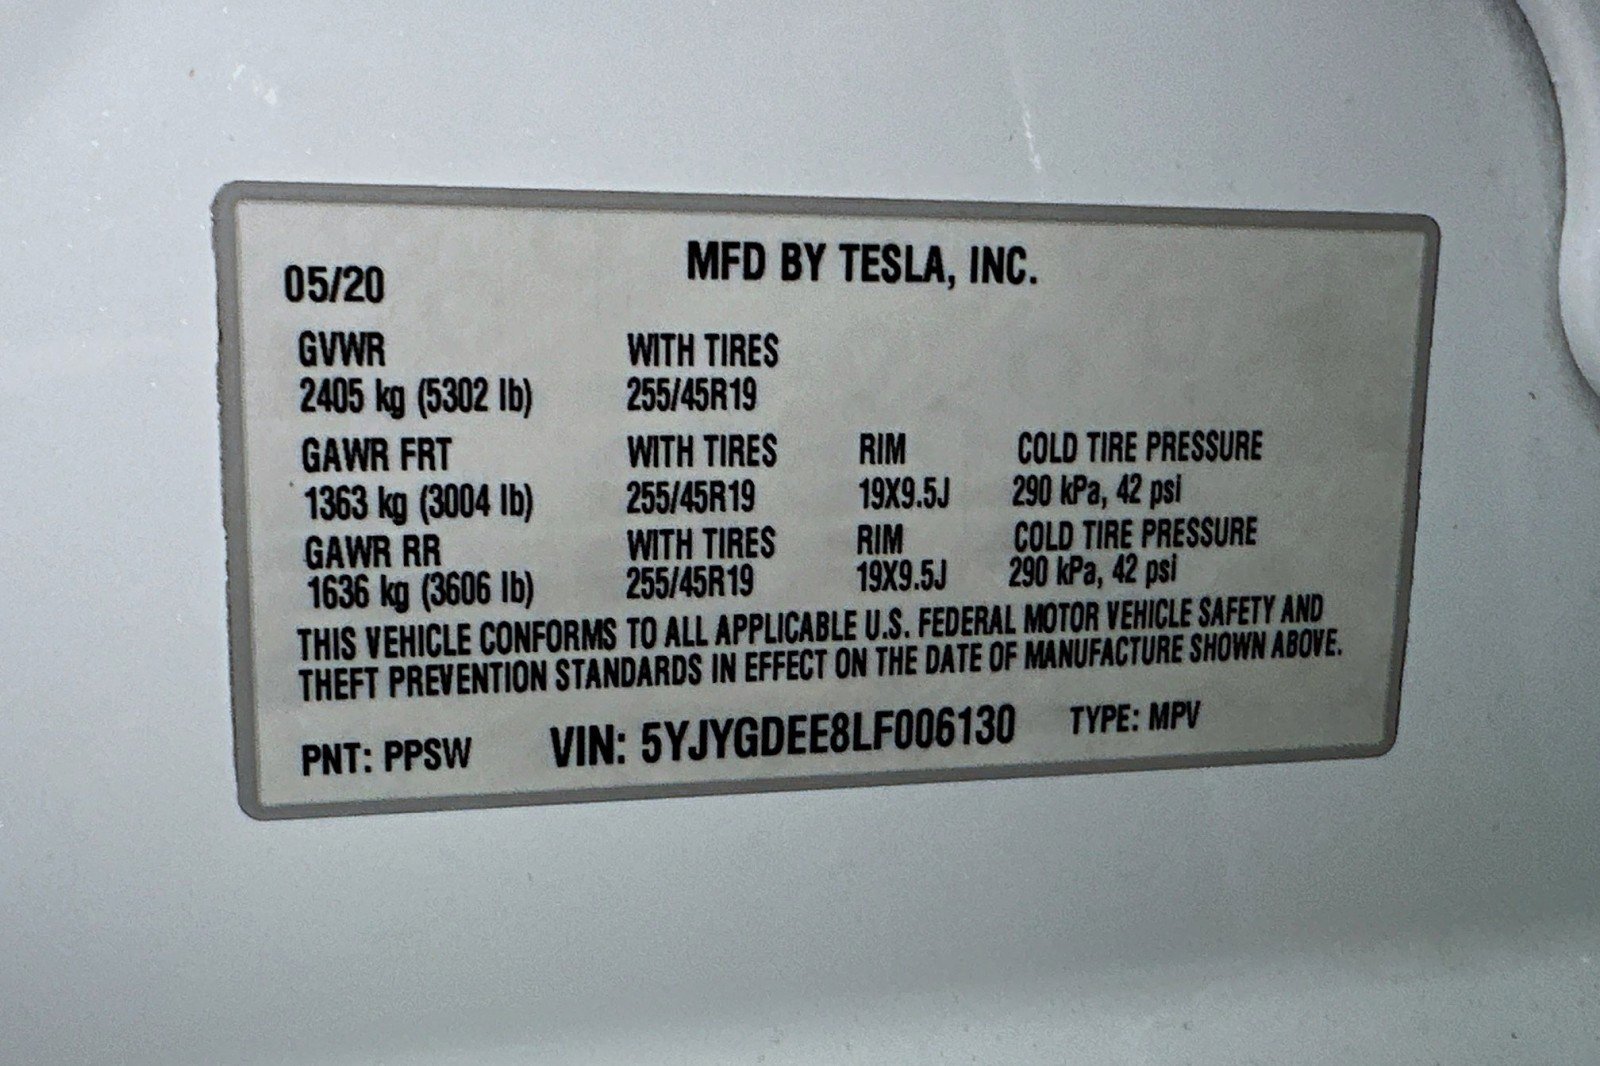 MFD BY TESLA, INC.
05/20
GVWR WITH TIRES
2405 kg (5302 lb) 255/45R19
GAWR FRT WITH TIRES RIM COLD TIRE PRESSURE
1363 kg (3004 lb) 255/45R19 19X9.5J 290 kPa, 42 psi
GAWR RR WITH TIRES RIM COLD TIRE PRESSURE
1636 kg (3606 lb) 255/45R19 19X9.5J 290 kPa, 42 psi
THIS VEHICLE CONFORMS TO ALL APPLICABLE U.S. FEDERAL MOTOR VEHICLE SAFETY AND
THEFT PREVENTION STANDARDS IN EFFECT ON THE DATE OF MANUFACTURE SHOWN ABOVE.
PNT: PPSW VIN: 5YJYGDEE8LF006130 TYPE: MPV